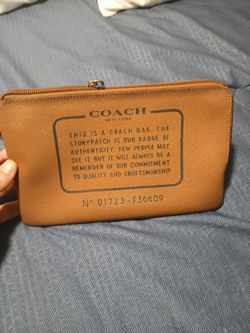 COACH
NEW YORK
THIS IS A COACH BAG. THE
STORYPATCH IS OUR BADGE OF
AUTHENTICITY. FEW PEOPLE MAY
SEE IT BUT IT WILL ALWAYS BE A
REMINDER OF OUR COMMITMENT
TO QUALITY AND CRAFTSMANSHIP
Nº D1723-F36609